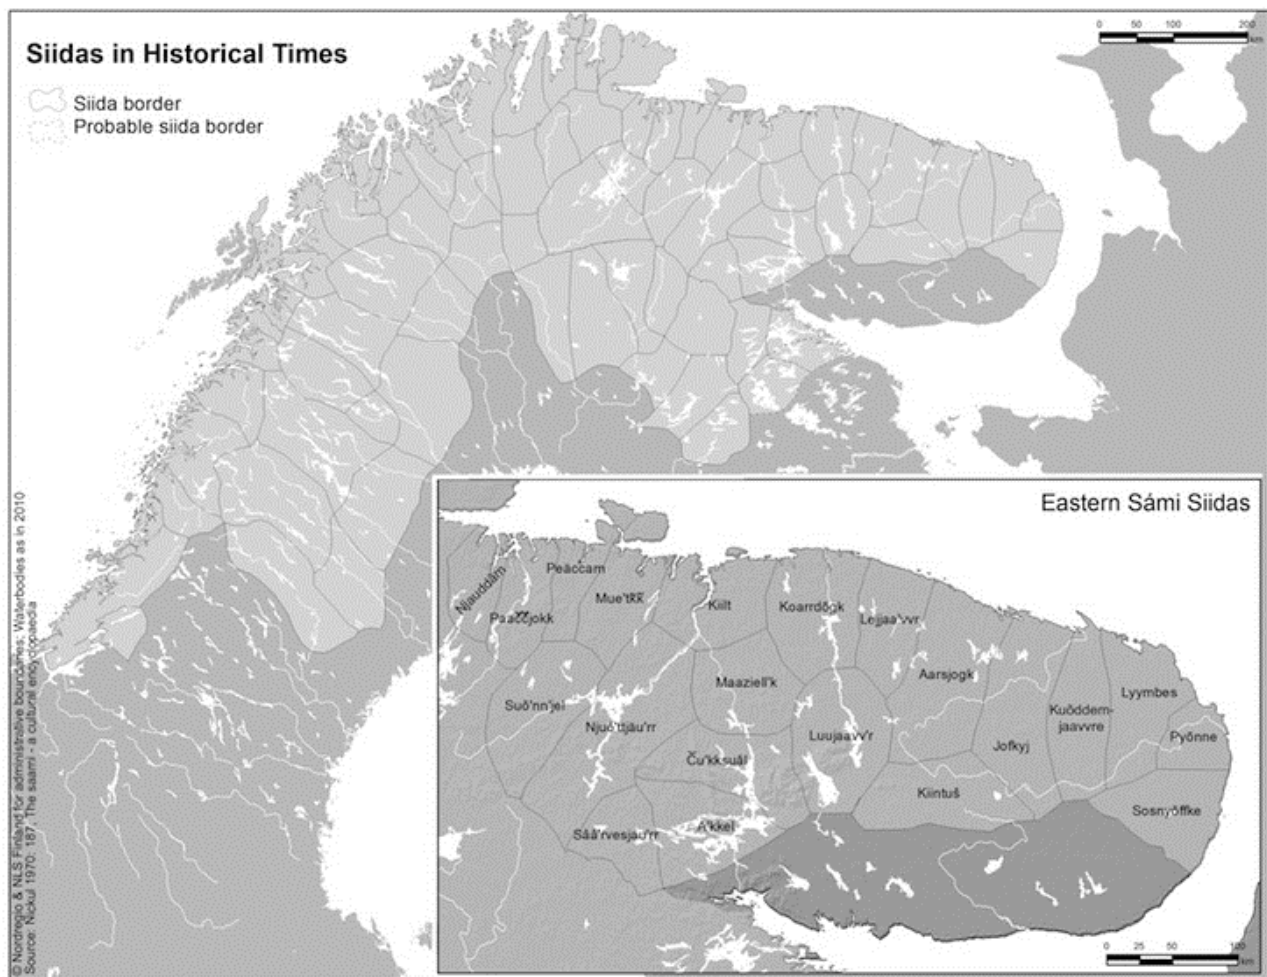 Siidas in Historical Times
Siida border
Probable siida border
0 50 100 200
km
Eastern Sámi Siidas
Njauddâm
Peäccam
Paaččjokk
Mue'tǩǩ
Kiilt
Koarrdõgk
Lejjaa'vvr
Aarsjogk
Maaziell'k
Lyymbes
Suõ'nn'jel
Kuõddem-
jaavvre
Njuõ'ttjäu'rr
Luujaavv'r
Jofkyj
Pyõnne
Ču'kksuâl
Kiintuš
Sosnyõffke
Sââ'rvesjau'rr
Â'kkel
0 25 50 100
km
© Nordregio & NLS Finland for administrative boundaries; Waterbodies as in 2010
Source: Nickul 1970: 187, The saami - a cultural encyclopaedia